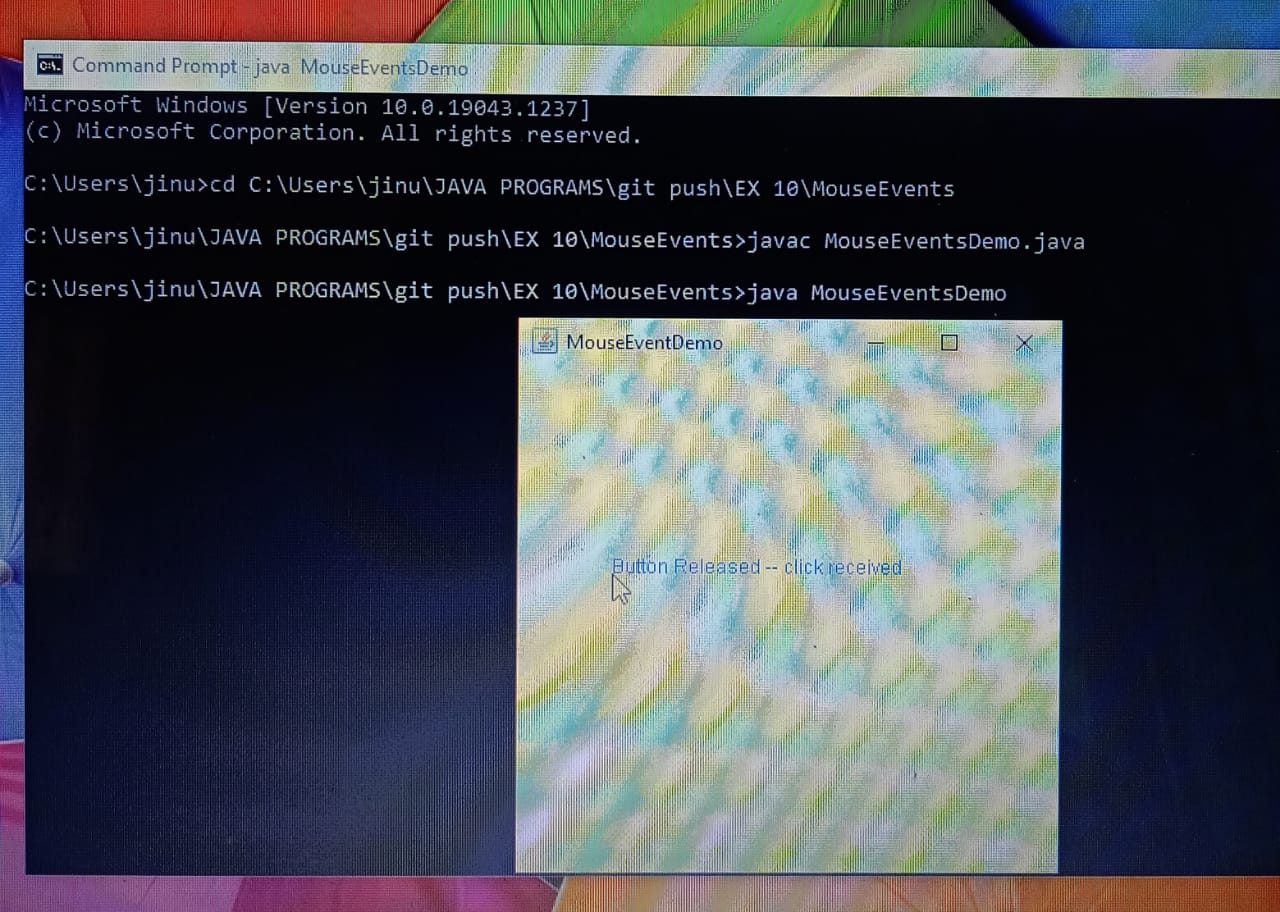 Command Prompt - java  MouseEventsDemo
Microsoft Windows [Version 10.0.19043.1237]
(c) Microsoft Corporation. All rights reserved.
C:\Users\jinu>cd C:\Users\jinu\JAVA PROGRAMS\git push\EX 10\MouseEvents
C:\Users\jinu\JAVA PROGRAMS\git push\EX 10\MouseEvents>javac MouseEventsDemo.java
C:\Users\jinu\JAVA PROGRAMS\git push\EX 10\MouseEvents>java MouseEventsDemo
MouseEventDemo
Button Released -- click received